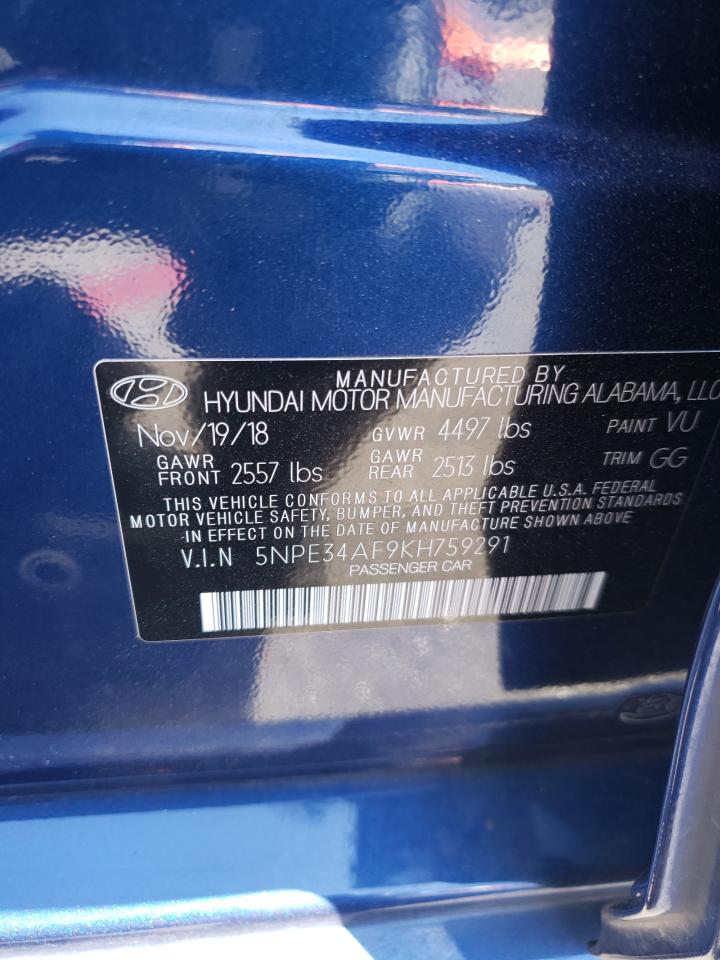 MANUFACTURED BY
HYUNDAI MOTOR MANUFACTURING ALABAMA, LLC
Nov/19/18 GVWR 4497 lbs PAINT VU
GAWR FRONT 2557 lbs GAWR REAR 2513 lbs TRIM GG
THIS VEHICLE CONFORMS TO ALL APPLICABLE U.S.A. FEDERAL
MOTOR VEHICLE SAFETY, BUMPER, AND THEFT PREVENTION STANDARDS
IN EFFECT ON THE DATE OF MANUFACTURE SHOWN ABOVE
V.I.N 5NPE34AF9KH759291
PASSENGER CAR